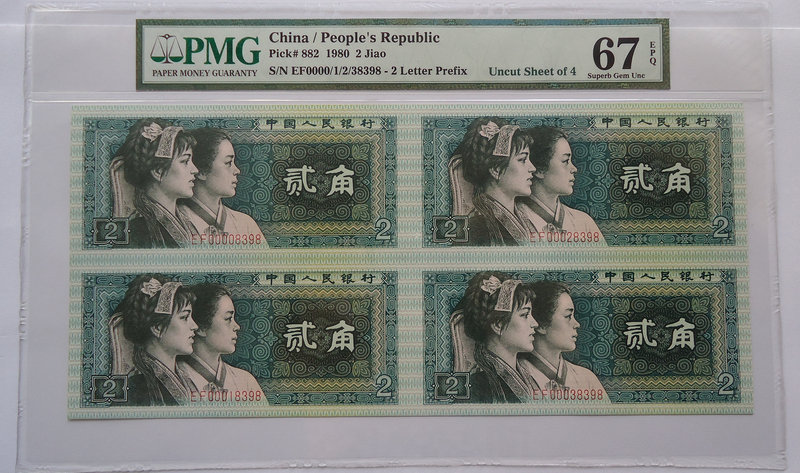 PMG
PAPER MONEY GUARANTY
China / People's Republic
Pick# 882 1980 2 Jiao
S/N EF0000/1/2/38398 - 2 Letter Prefix
Uncut Sheet of 4
67 EPQ
Superb Gem Unc
中国人民银行
贰角
2
EF00008398
2
中国人民银行
贰角
2
EF00028398
2
中国人民银行
贰角
2
EF00018398
2
中国人民银行
贰角
2
EF00038398
2